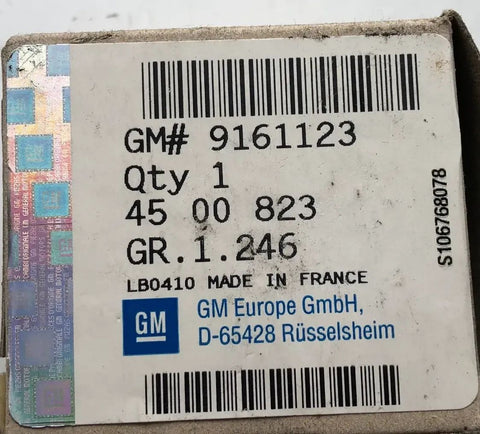 GM# 9161123
Qty 1
45 00 823
GR.1.246
LB0410 MADE IN FRANCE
GM
GM Europe GmbH,
D-65428 Rüsselsheim
S106768078